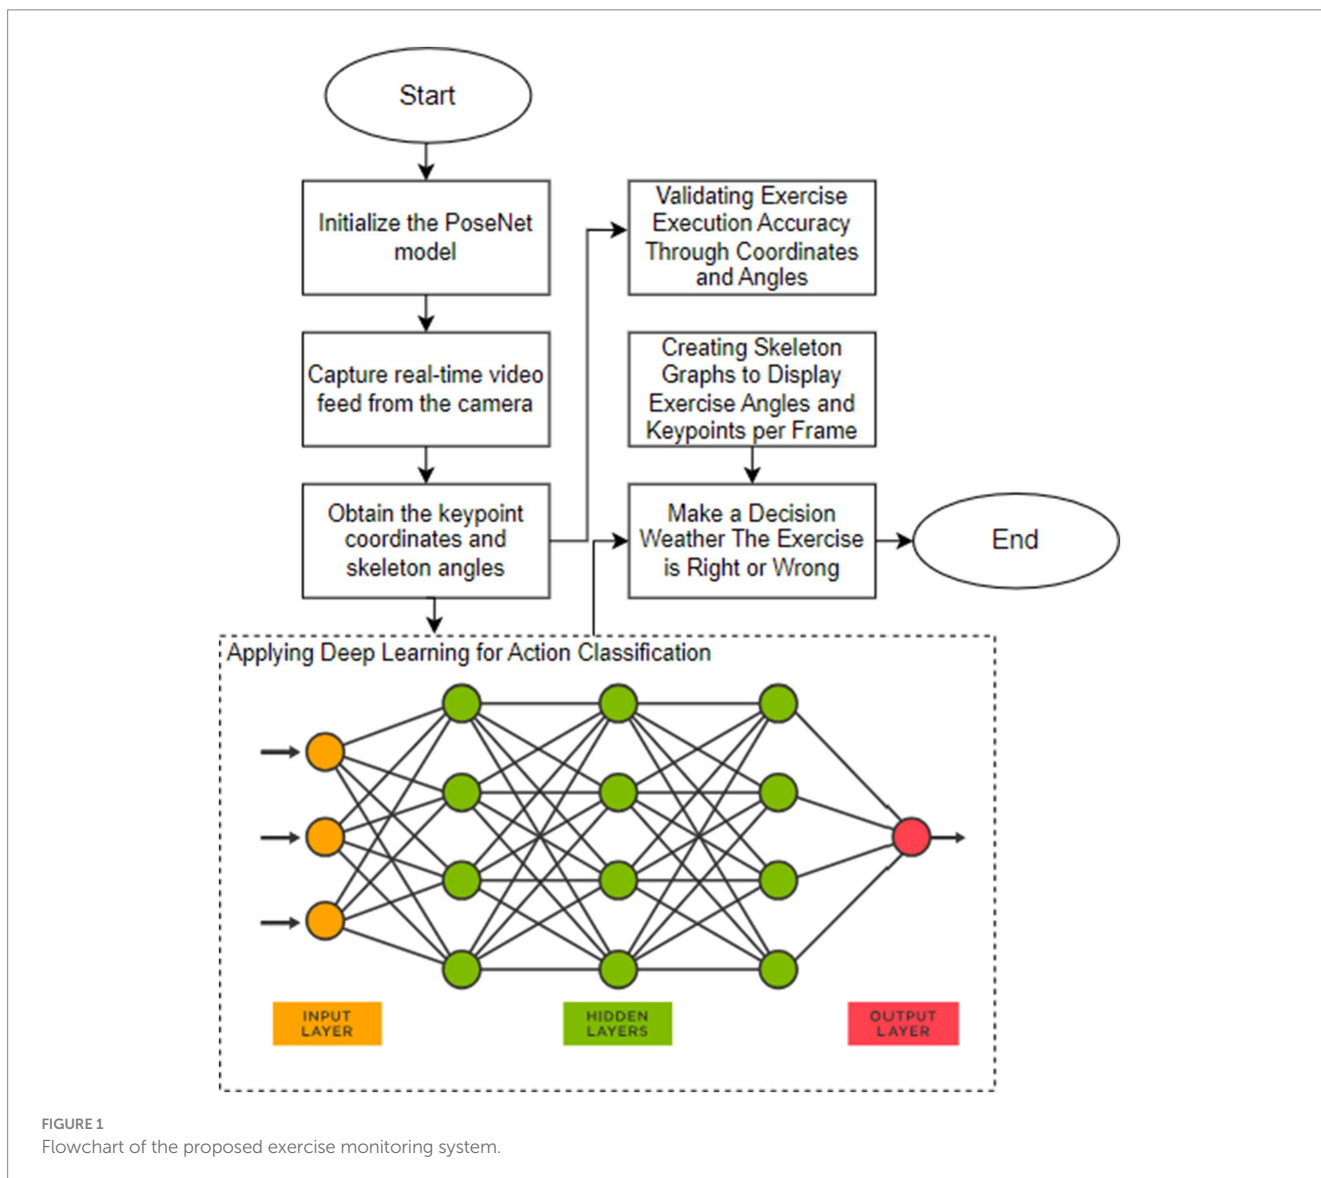 Start
Initialize the PoseNet
model
Capture real-time video
feed from the camera
Obtain the keypoint
coordinates and
skeleton angles
Validating Exercise
Execution Accuracy
Through Coordinates
and Angles
Creating Skeleton
Graphs to Display
Exercise Angles and
Keypoints per Frame
Make a Decision
Weather The Exercise
is Right or Wrong
End
Applying Deep Learning for Action Classification
INPUT
LAYER
HIDDEN
LAYERS
OUTPUT
LAYER
FIGURE 1
Flowchart of the proposed exercise monitoring system.